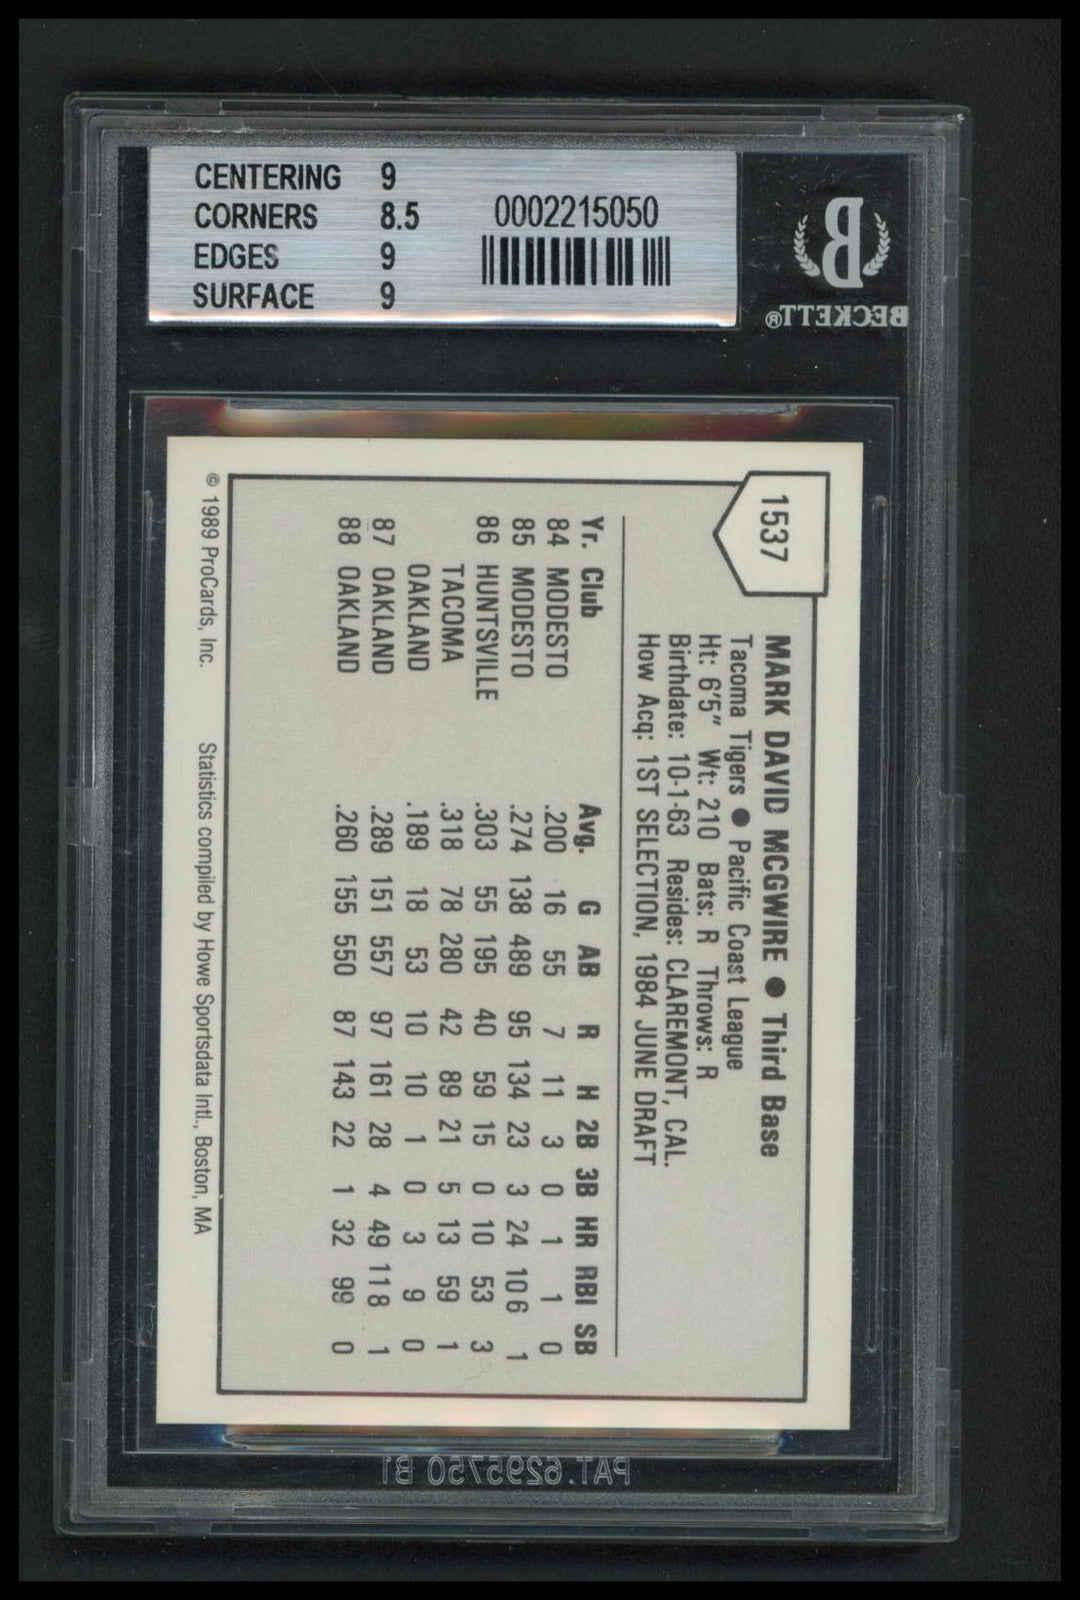 CENTERING 9
CORNERS 8.5
EDGES 9
SURFACE 9
0002215050
B
BECKETT®
1537
MARK DAVID MCGWIRE ● Third Base
Tacoma Tigers ● Pacific Coast League
Ht: 6'5" Wt: 210 Bats: R Throws: R
Birthdate: 10-1-63 Resides: CLAREMONT, CAL.
How Acq: 1ST SELECTION, 1984 JUNE DRAFT
Yr. Club Avg. G AB R H 2B 3B HR RBI SB
84 MODESTO .200 16 55 7 11 3 0 1 1 0
85 MODESTO .274 138 489 95 134 23 3 24 106 1
86 HUNTSVILLE .303 55 195 40 59 15 0 10 53 3
TACOMA .318 78 280 42 89 21 5 13 59 1
OAKLAND .189 18 53 10 10 1 0 3 9 0
87 OAKLAND .289 151 557 97 161 28 4 49 118 1
88 OAKLAND .260 155 550 87 143 22 1 32 99 0
© 1989 ProCards, Inc. Statistics compiled by Howe Sportsdata Intl., Boston, MA
PAT.6295750 B1